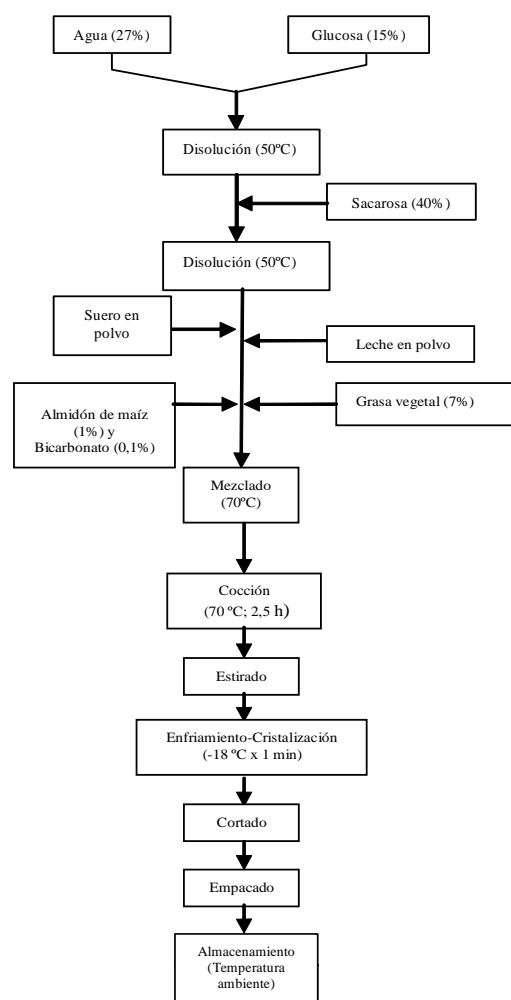 Agua (27%)
Glucosa (15%)
Disolución (50ºC)
Sacarosa (40%)
Disolución (50ºC)
Suero en
polvo
Leche en polvo
Almidón de maíz
(1%) y
Bicarbonato (0,1%)
Grasa vegetal (7%)
Mezclado
(70ºC)
Cocción
(70 ºC; 2,5 h)
Estirado
Enfriamiento-Cristalización
(-18 ºC x 1 min)
Cortado
Empacado
Almacenamiento
(Temperatura
ambiente)